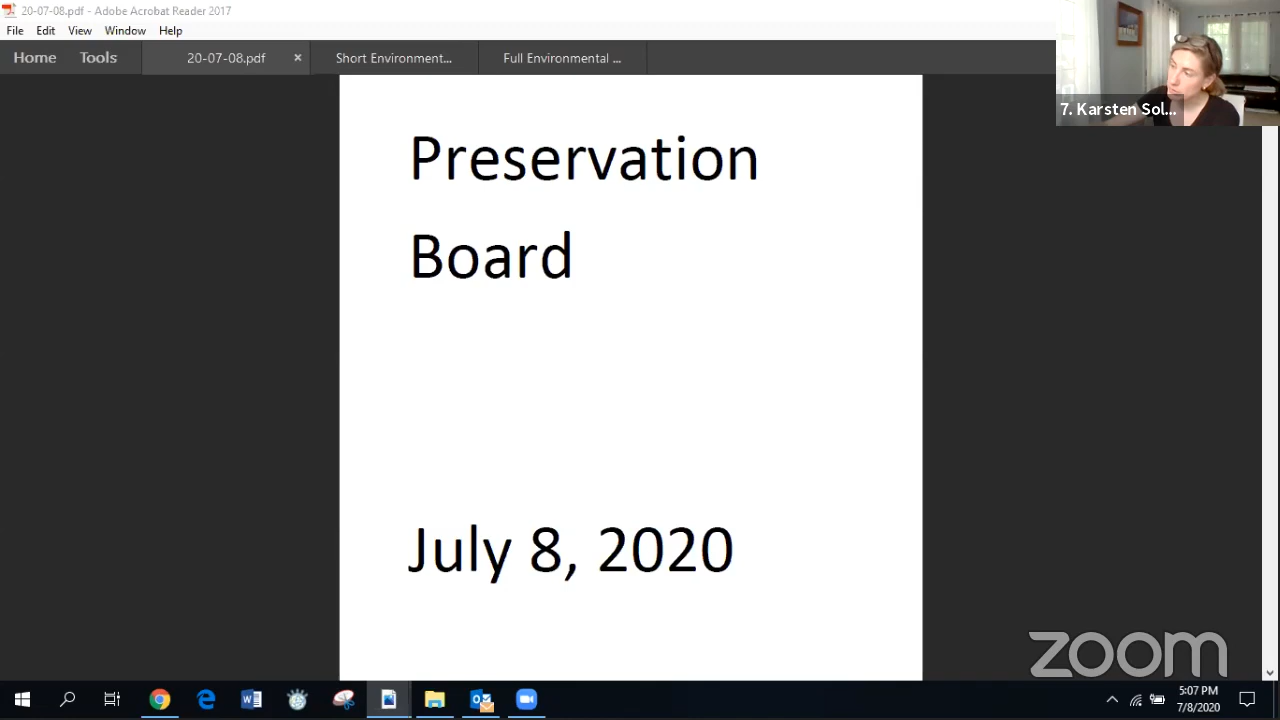 20-07-08.pdf - Adobe Acrobat Reader 2017
File Edit View Window Help
Home Tools 20-07-08.pdf × Short Environment... Full Environmental ...
7. Karsten Sol...
Preservation
Board
July 8, 2020
zoom
5:07 PM
7/8/2020